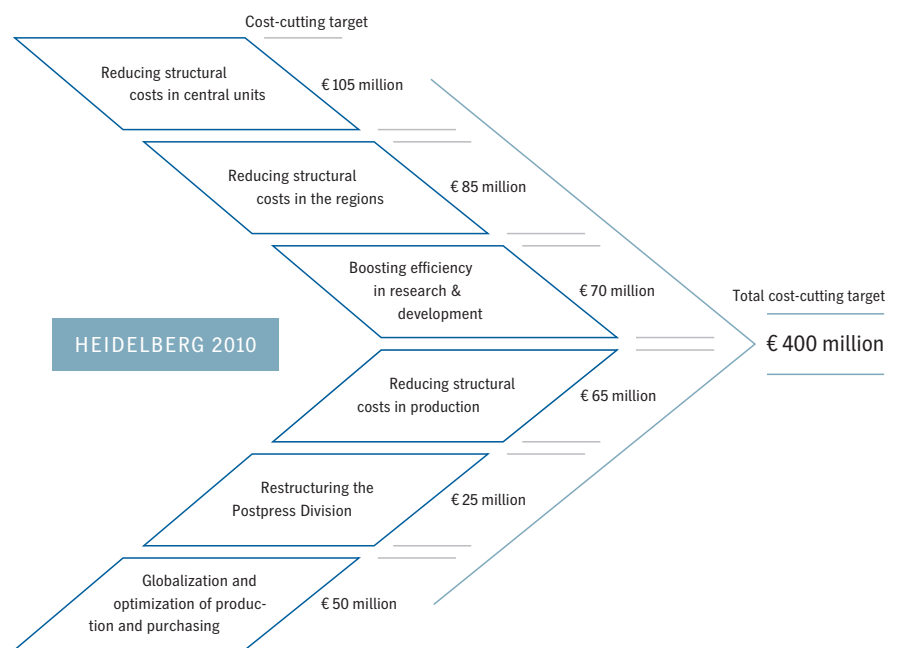 Cost-cutting target
Reducing structural
costs in central units
€ 105 million
Reducing structural
costs in the regions
€ 85 million
Boosting efficiency
in research &
development
€ 70 million
Total cost-cutting target
€ 400 million
HEIDELBERG 2010
Reducing structural
costs in production
€ 65 million
Restructuring the
Postpress Division
€ 25 million
Globalization and
optimization of produc-
tion and purchasing
€ 50 million